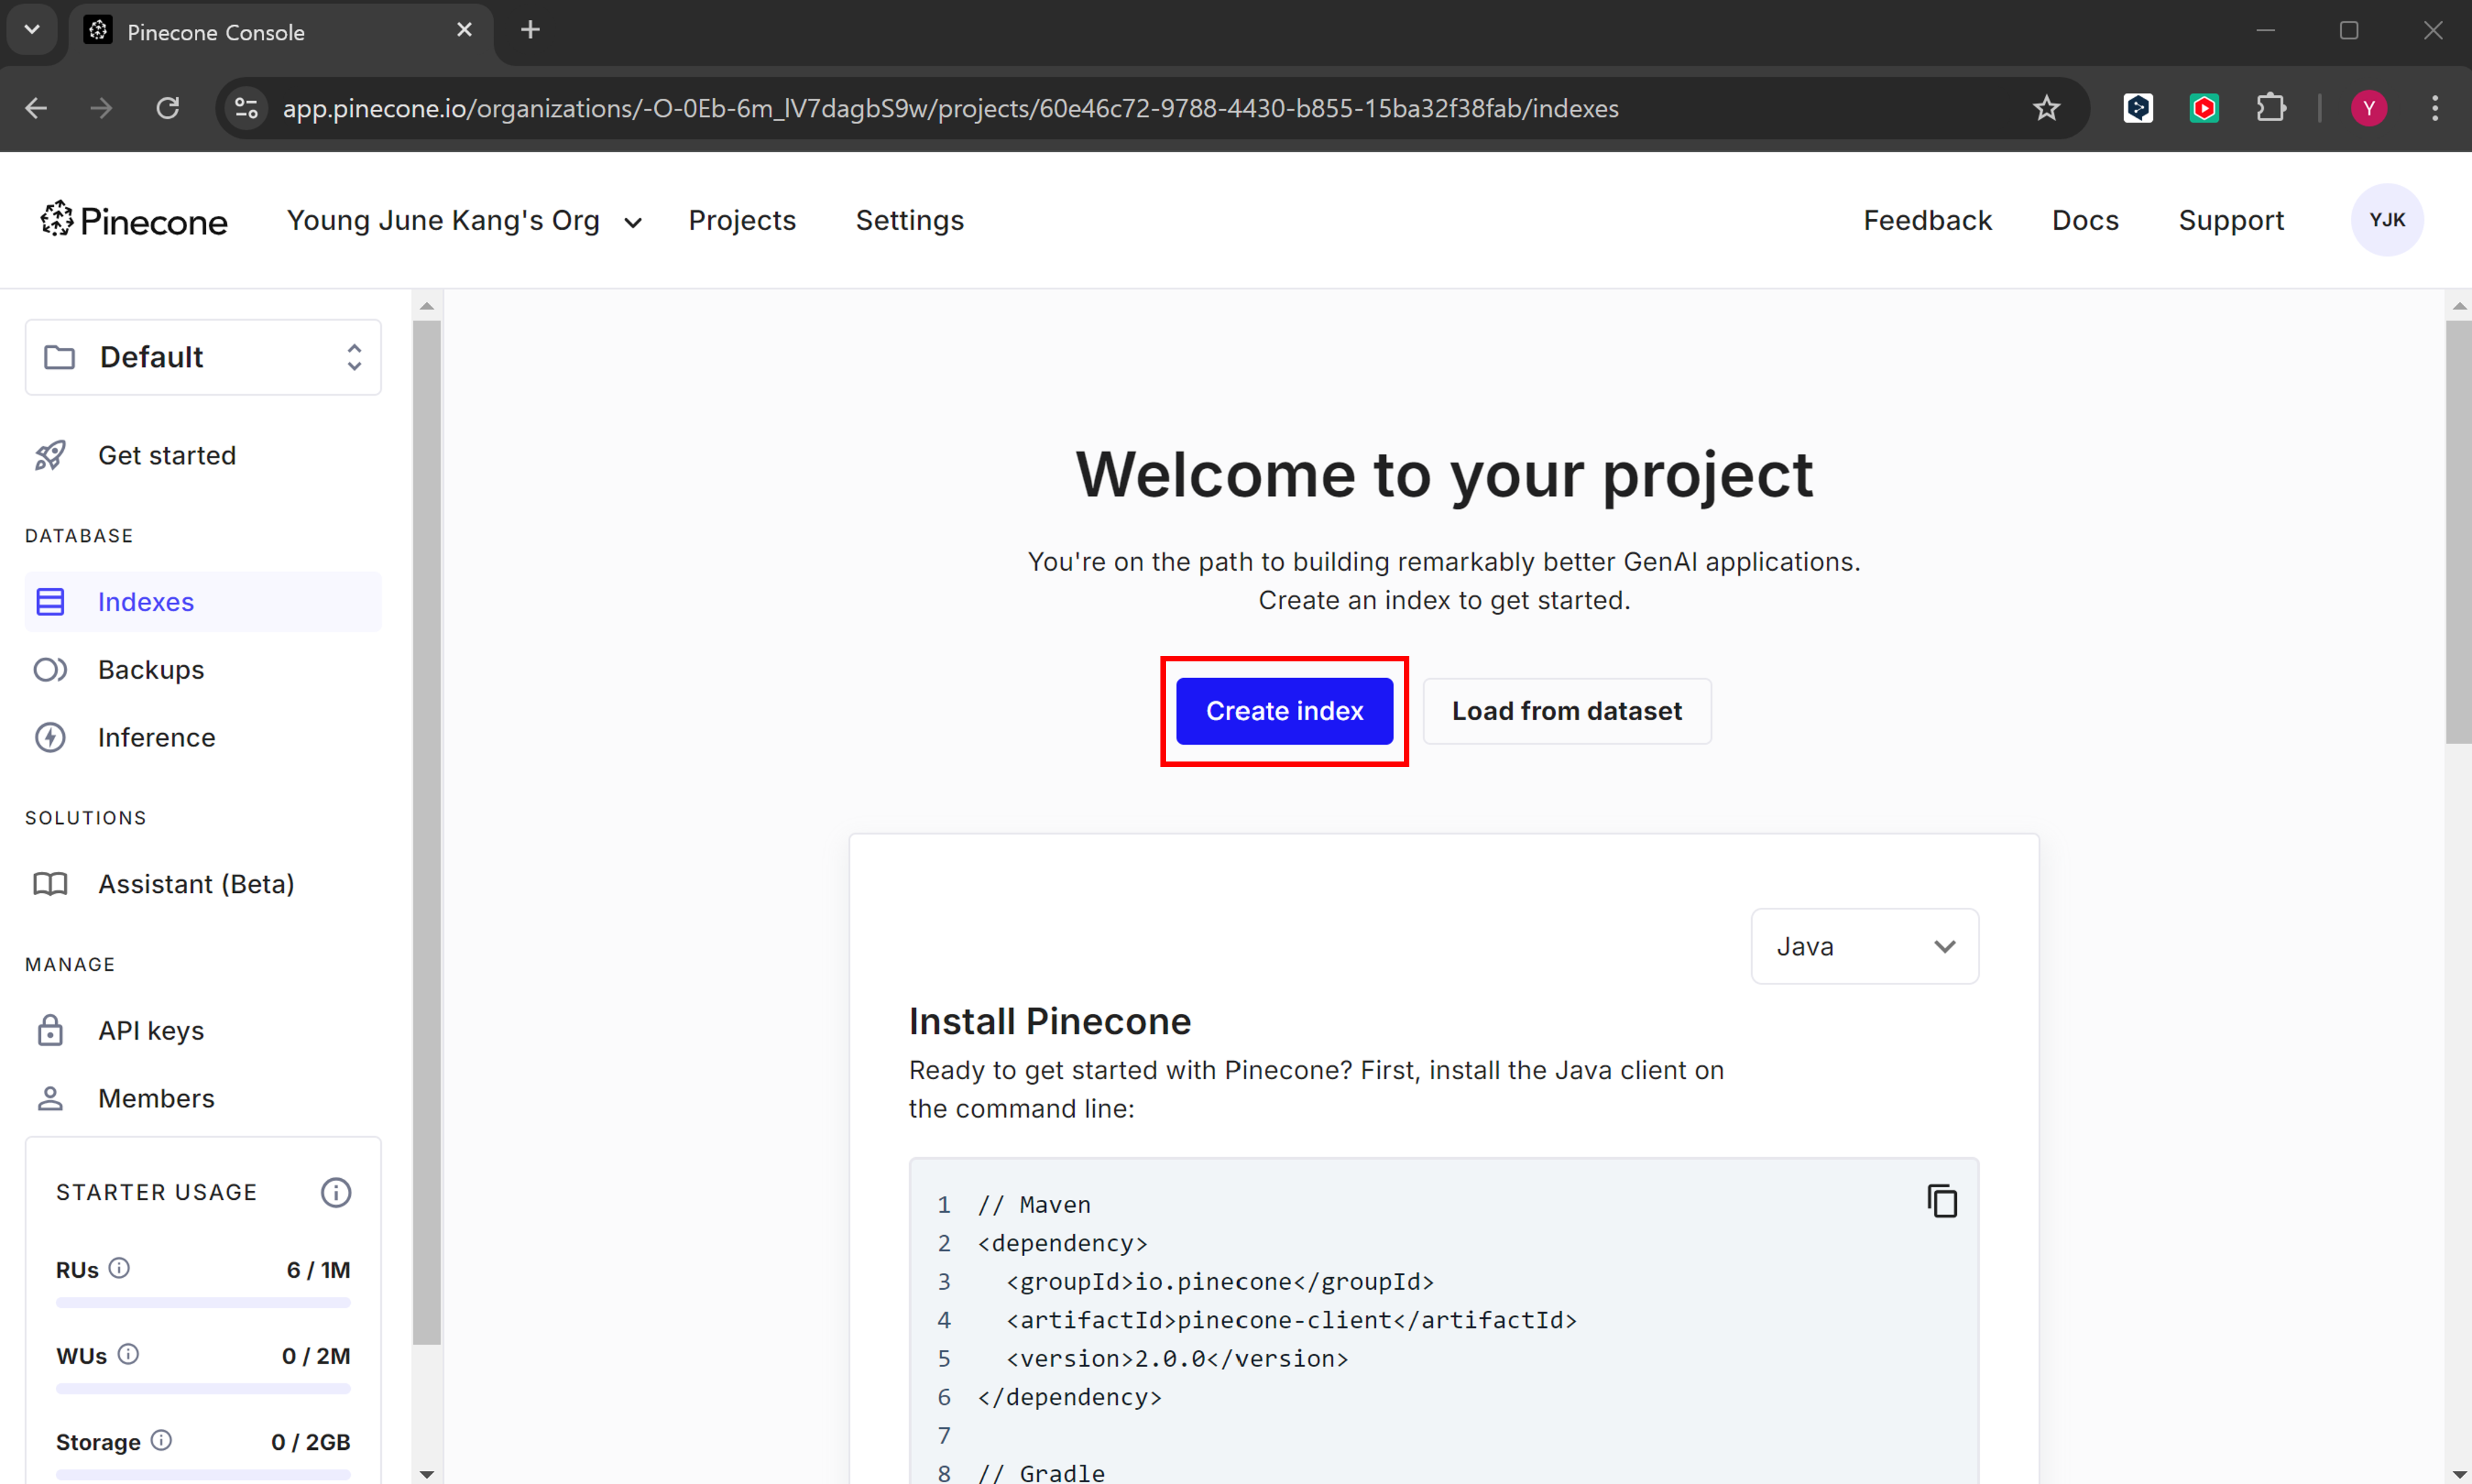 Pinecone Console
app.pinecone.io/organizations/-O-0Eb-6m_lV7dagbS9w/projects/60e46c72-9788-4430-b855-15ba32f38fab/indexes
Y
Pinecone
Young June Kang's Org
Projects
Settings
Feedback
Docs
Support
YJK
Default
Get started
DATABASE
Indexes
Backups
Inference
SOLUTIONS
Assistant (Beta)
MANAGE
API keys
Members
STARTER USAGE
RUs 6 / 1M
WUs 0 / 2M
Storage 0 / 2GB
Welcome to your project
You're on the path to building remarkably better GenAI applications.
Create an index to get started.
Create index
Load from dataset
Java
Install Pinecone
Ready to get started with Pinecone? First, install the Java client on
the command line:
1 // Maven
2 <dependency>
3 <groupId>io.pinecone</groupId>
4 <artifactId>pinecone-client</artifactId>
5 <version>2.0.0</version>
6 </dependency>
7
8 // Gradle